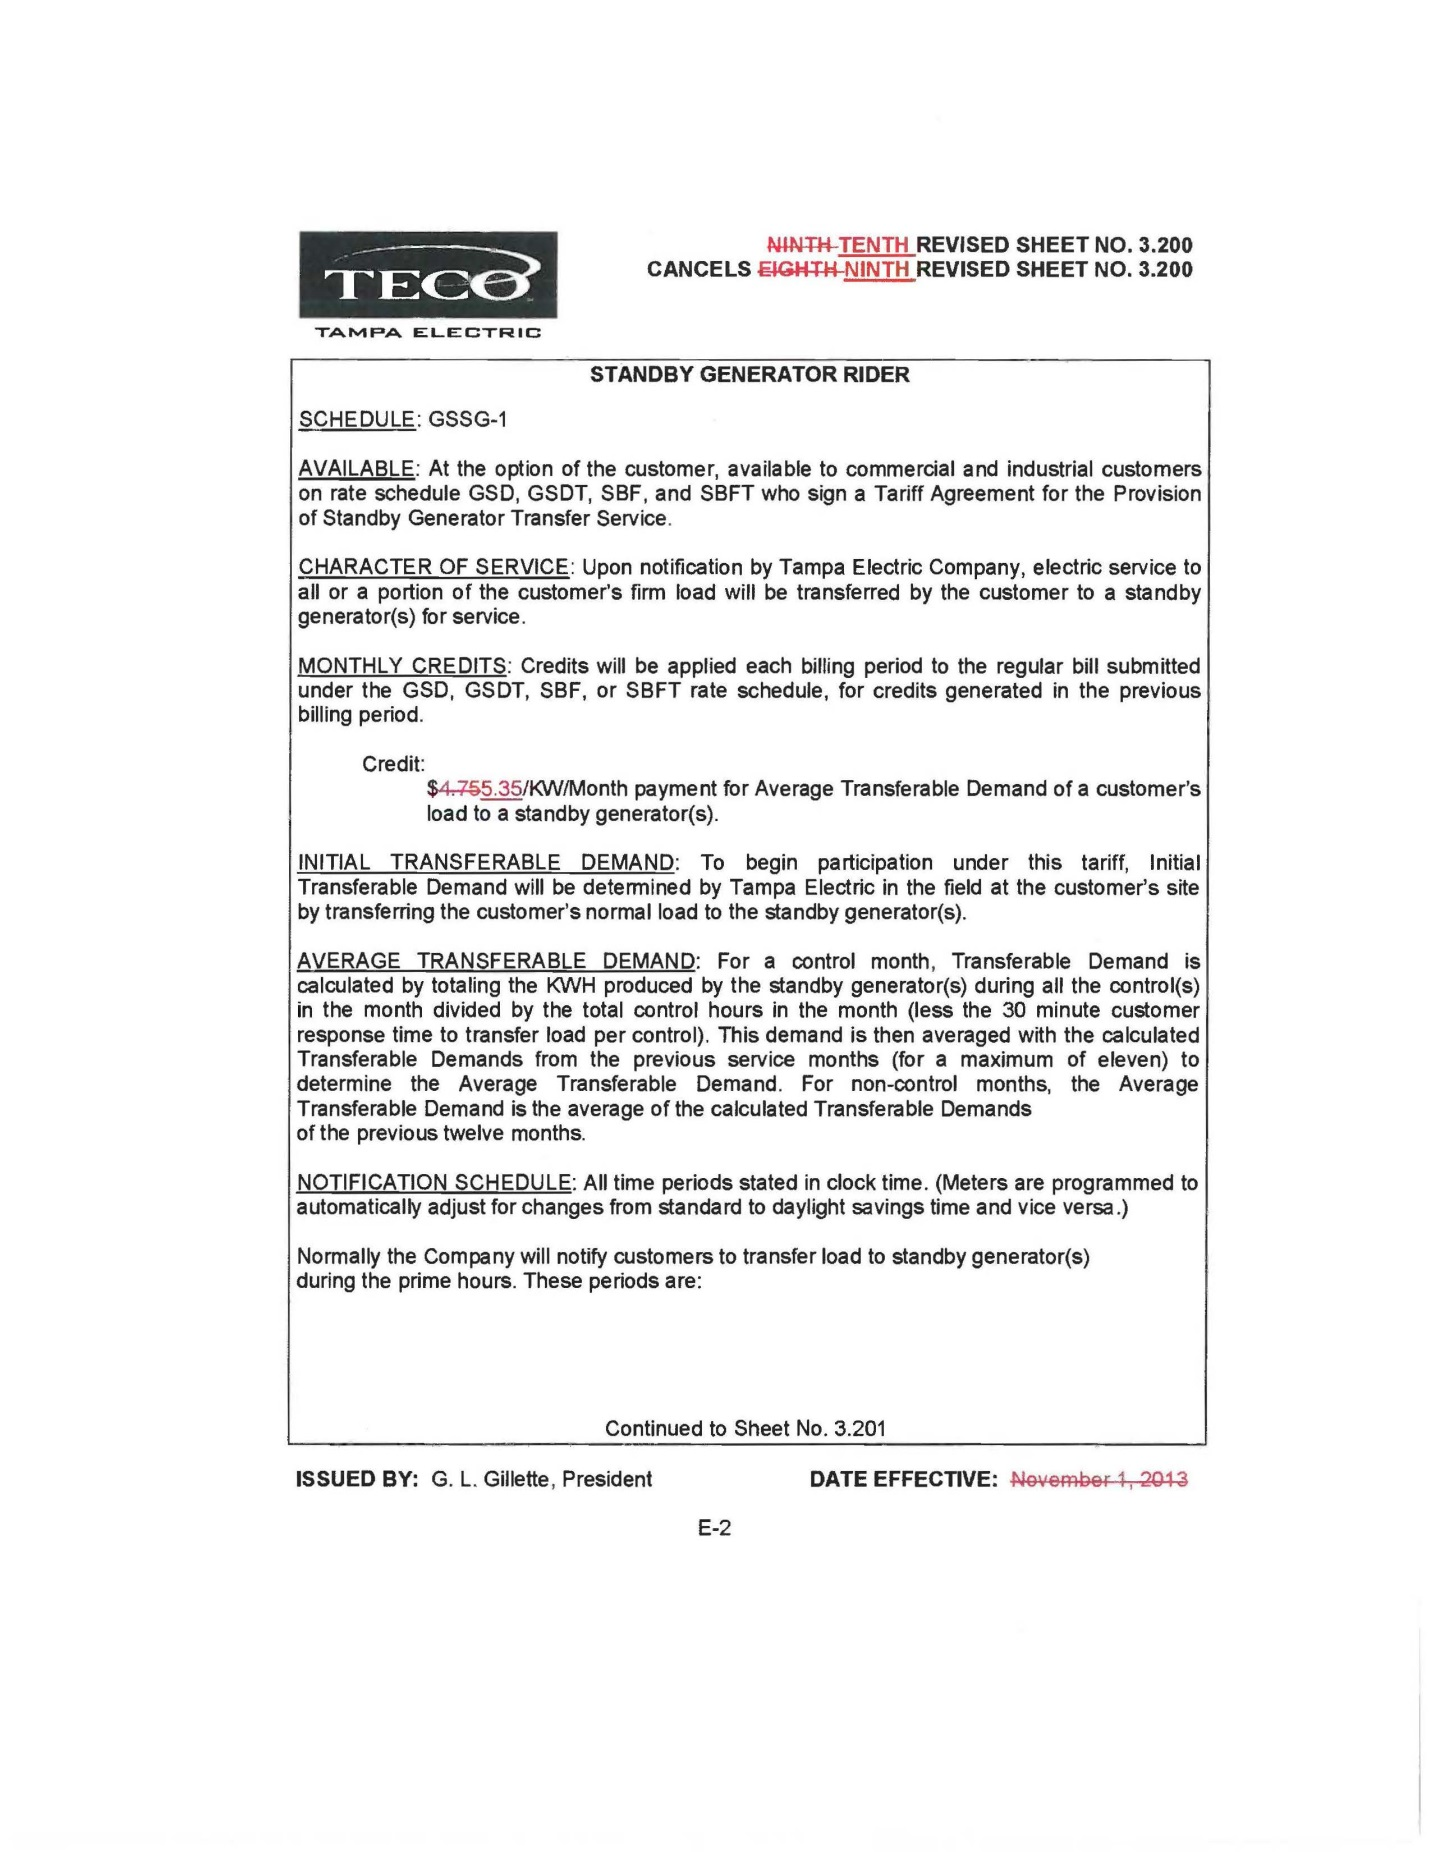 NINTH TENTH REVISED SHEET NO. 3.200
CANCELS EIGHTH NINTH REVISED SHEET NO. 3.200
TECO
TAMPA ELECTRIC
STANDBY GENERATOR RIDER
SCHEDULE: GSSG-1
AVAILABLE: At the option of the customer, available to commercial and industrial customers
on rate schedule GSD, GSDT, SBF, and SBFT who sign a Tariff Agreement for the Provision
of Standby Generator Transfer Service.
CHARACTER OF SERVICE: Upon notification by Tampa Electric Company, electric service to
all or a portion of the customer's firm load will be transferred by the customer to a standby
generator(s) for service.
MONTHLY CREDITS: Credits will be applied each billing period to the regular bill submitted
under the GSD, GSDT, SBF, or SBFT rate schedule, for credits generated in the previous
billing period.
Credit:
$4.755.35/KW/Month payment for Average Transferable Demand of a customer's
load to a standby generator(s).
INITIAL TRANSFERABLE DEMAND: To begin participation under this tariff, Initial
Transferable Demand will be determined by Tampa Electric in the field at the customer's site
by transferring the customer's normal load to the standby generator(s).
AVERAGE TRANSFERABLE DEMAND: For a control month, Transferable Demand is
calculated by totaling the KWH produced by the standby generator(s) during all the control(s)
in the month divided by the total control hours in the month (less the 30 minute customer
response time to transfer load per control). This demand is then averaged with the calculated
Transferable Demands from the previous service months (for a maximum of eleven) to
determine the Average Transferable Demand. For non-control months, the Average
Transferable Demand is the average of the calculated Transferable Demands
of the previous twelve months.
NOTIFICATION SCHEDULE: All time periods stated in clock time. (Meters are programmed to
automatically adjust for changes from standard to daylight savings time and vice versa.)
Normally the Company will notify customers to transfer load to standby generator(s)
during the prime hours. These periods are:
Continued to Sheet No. 3.201
ISSUED BY: G. L. Gillette, President DATE EFFECTIVE: November 1, 2013
E-2